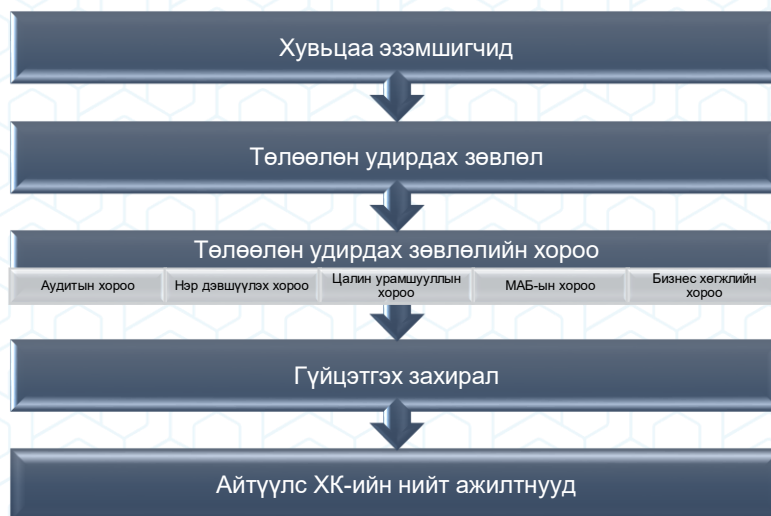 Хувьцаа эзэмшигчид
Төлөөлөн удирдах зөвлөл
Төлөөлөн удирдах зөвлөлийн хороо
Аудитын хороо
Нэр дэвшүүлэх хороо
Цалин урамшууллын
хороо
МАБ-ын хороо
Бизнес хөгжлийн
хороо
Гүйцэтгэх захирал
Айтүүлс ХК-ийн нийт ажилтнууд